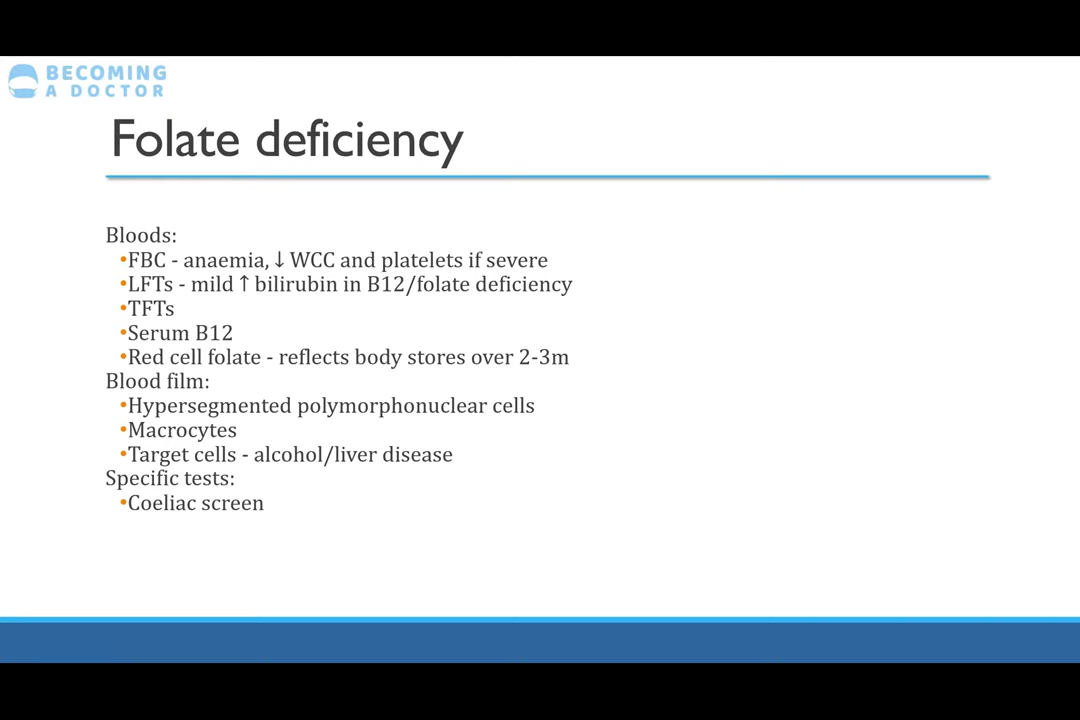 BECOMING
A DOCTOR
Folate deficiency
Bloods:
•FBC - anaemia, ↓ WCC and platelets if severe
•LFTs - mild ↑ bilirubin in B12/folate deficiency
•TFTs
•Serum B12
•Red cell folate - reflects body stores over 2-3m
Blood film:
•Hypersegmented polymorphonuclear cells
•Macrocytes
•Target cells - alcohol/liver disease
Specific tests:
•Coeliac screen